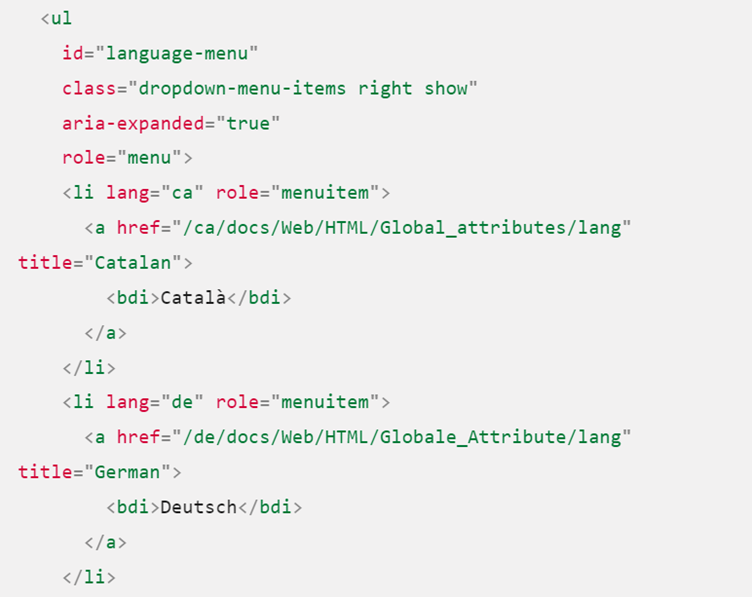 <ul
id="language-menu"
class="dropdown-menu-items right show"
aria-expanded="true"
role="menu">
<li lang="ca" role="menuitem">
<a href="/ca/docs/Web/HTML/Global_attributes/lang"
title="Catalan">
<bdi>Català</bdi>
</a>
</li>
<li lang="de" role="menuitem">
<a href="/de/docs/Web/HTML/Globale_Attribute/lang"
title="German">
<bdi>Deutsch</bdi>
</a>
</li>